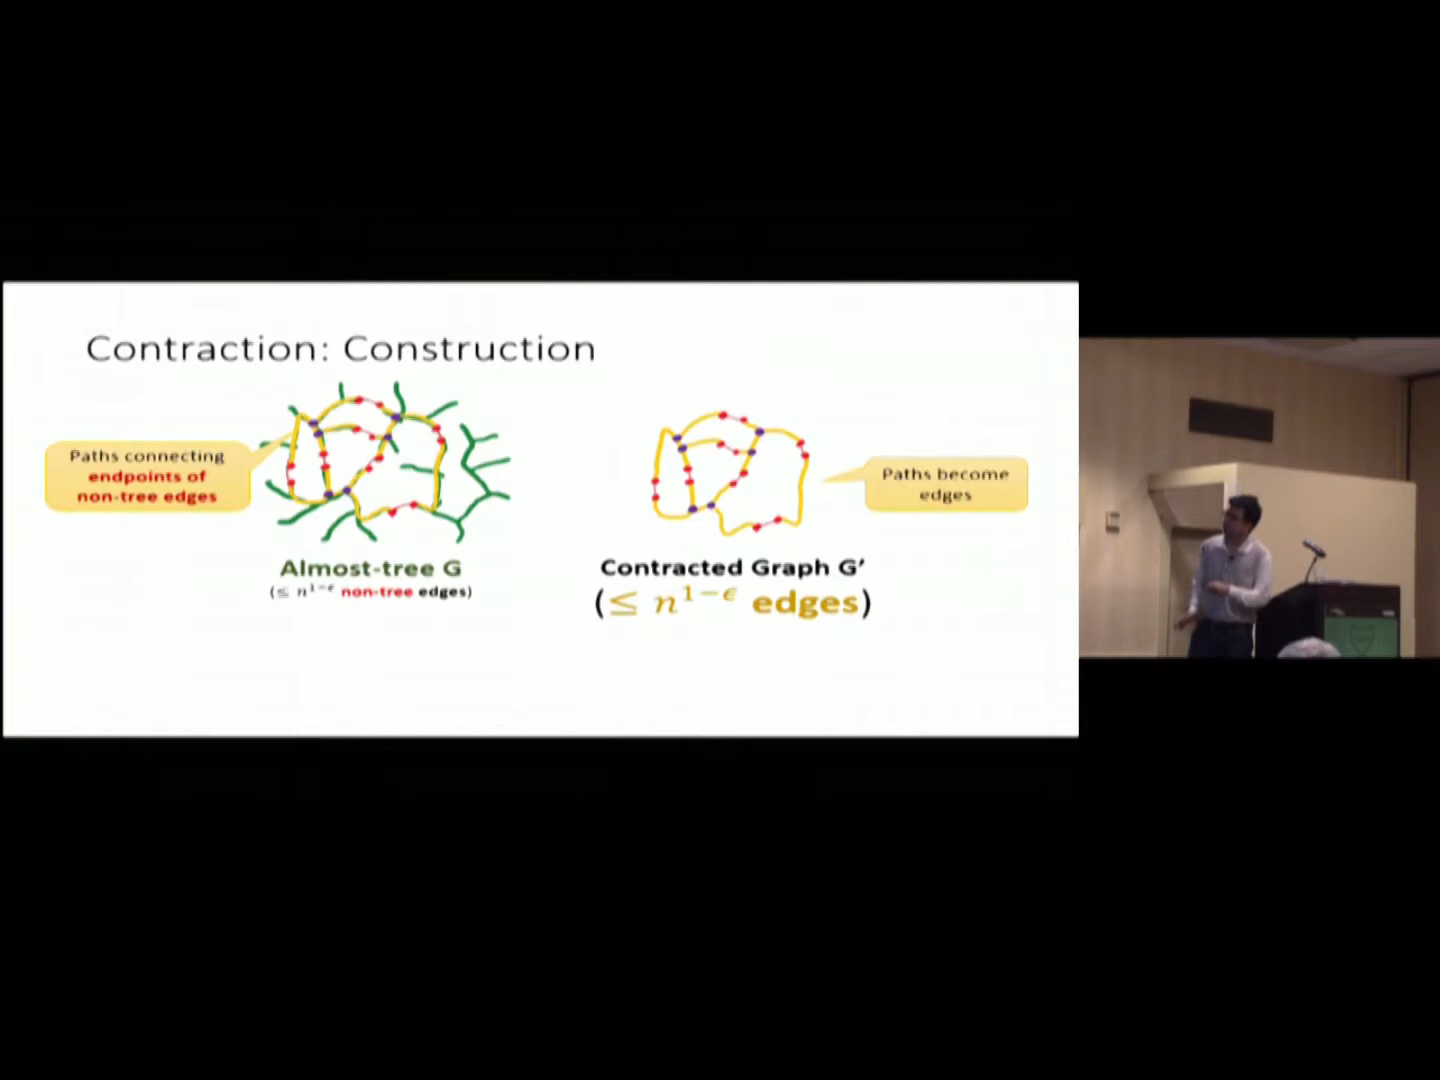 Contraction: Construction
Paths connecting
endpoints of
non-tree edges
Paths become
edges
Almost-tree G
(≤ n^{1-ϵ} non-tree edges)
Contracted Graph G′
(≤ n^{1-ϵ} edges)